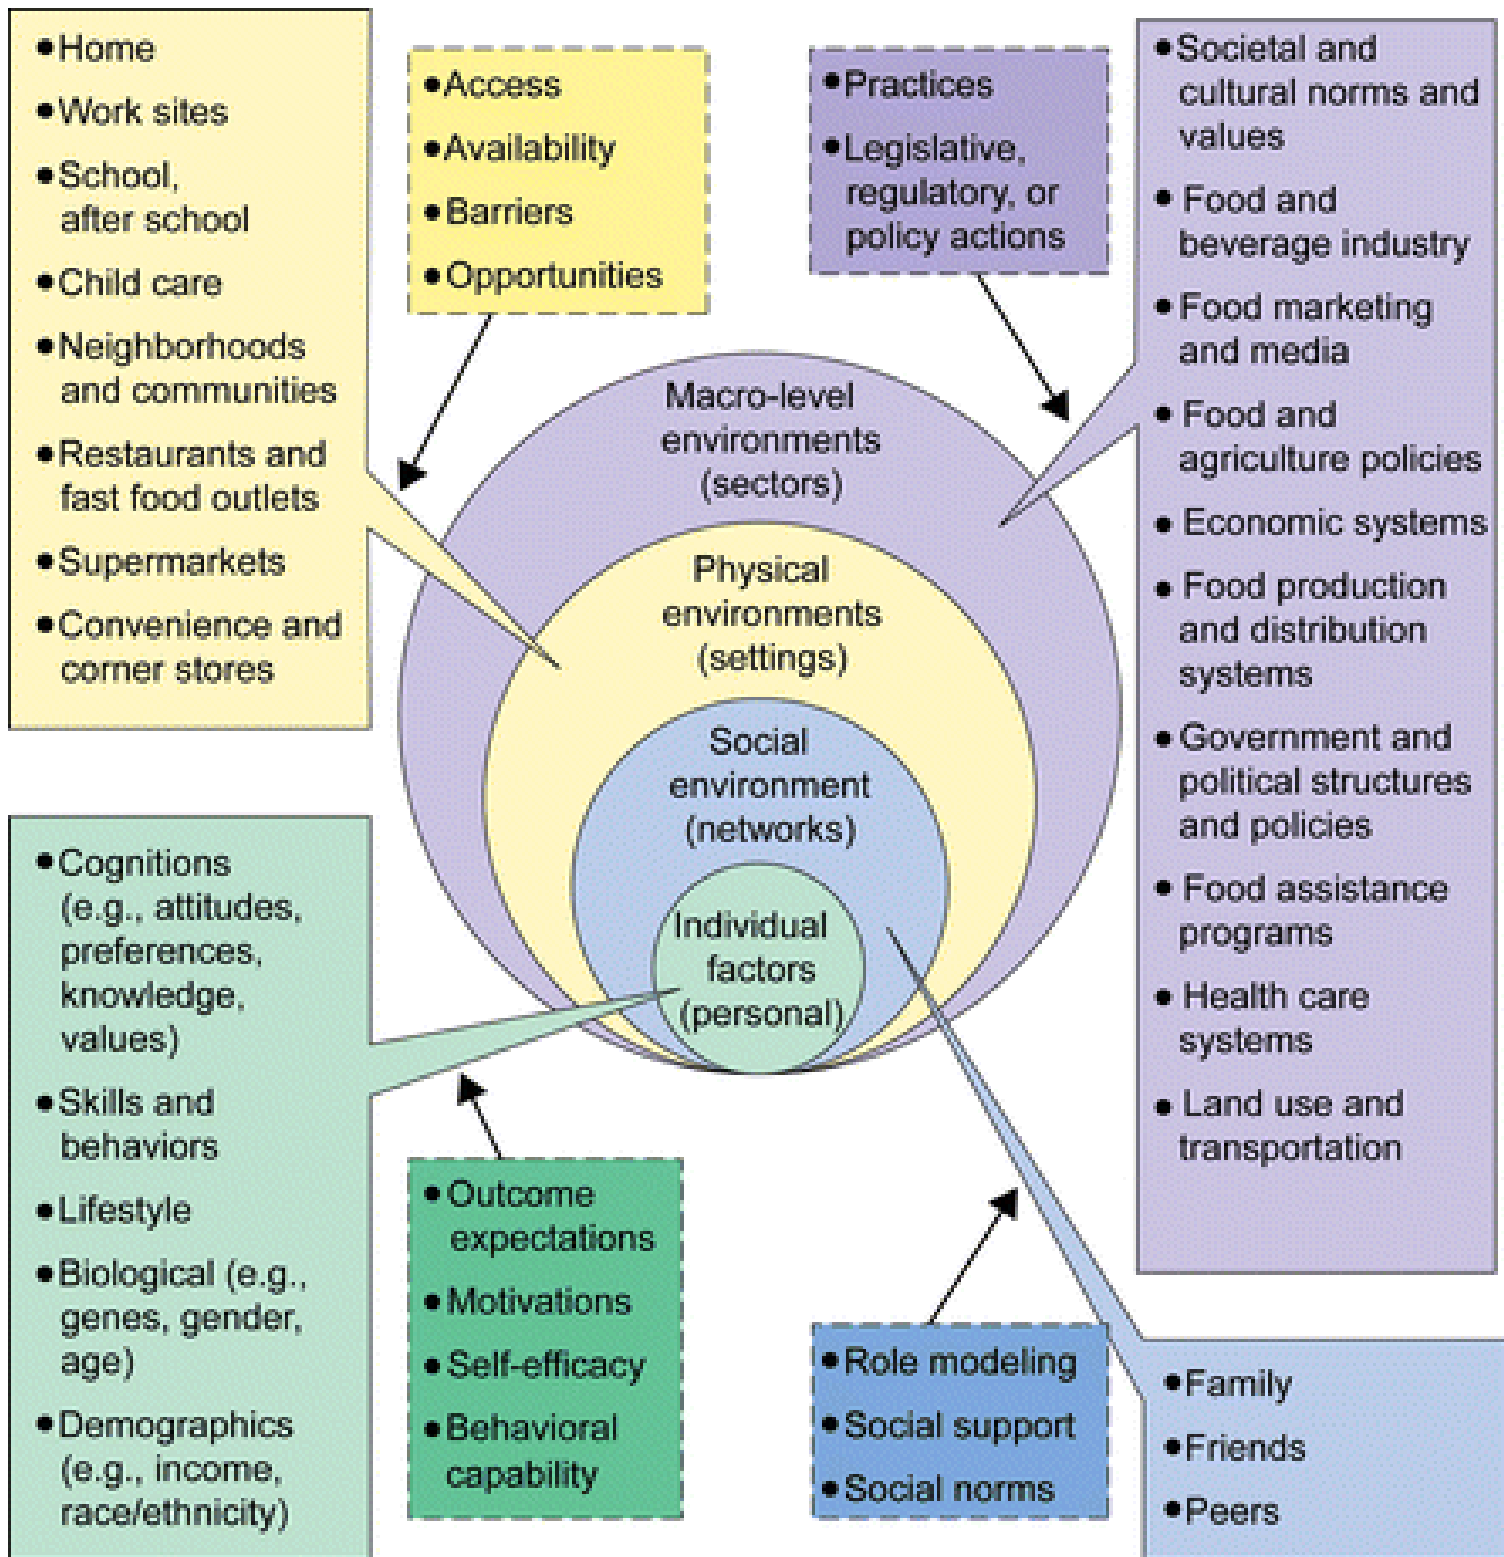 ●Home
●Work sites
●School,
after school
●Child care
●Neighborhoods
and communities
●Restaurants and
fast food outlets
●Supermarkets
●Convenience and
corner stores
●Access
●Availability
●Barriers
●Opportunities
●Practices
●Legislative,
regulatory, or
policy actions
●Societal and
cultural norms and
values
●Food and
beverage industry
●Food marketing
and media
●Food and
agriculture policies
●Economic systems
●Food production
and distribution
systems
●Government and
political structures
and policies
●Food assistance
programs
●Health care
systems
●Land use and
transportation
Macro-level
environments
(sectors)
Physical
environments
(settings)
Social
environment
(networks)
Individual
factors
(personal)
●Cognitions
(e.g., attitudes,
preferences,
knowledge,
values)
●Skills and
behaviors
●Lifestyle
●Biological (e.g.,
genes, gender,
age)
●Demographics
(e.g., income,
race/ethnicity)
●Outcome
expectations
●Motivations
●Self-efficacy
●Behavioral
capability
●Role modeling
●Social support
●Social norms
●Family
●Friends
●Peers